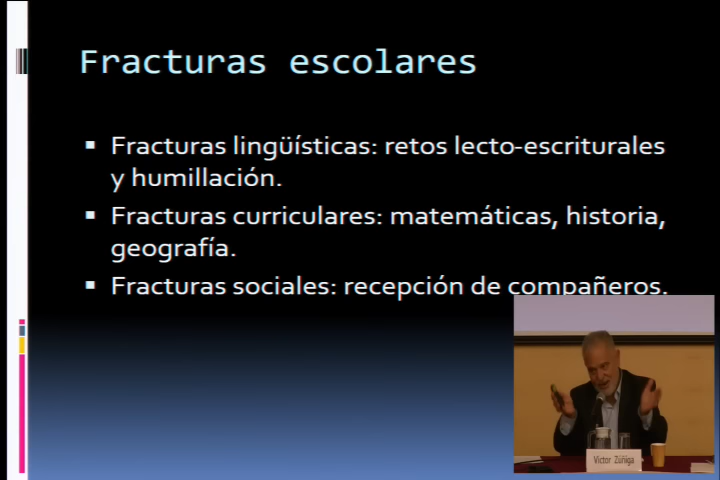 Fracturas escolares
Fracturas lingüísticas: retos lecto-escriturales
y humillación.
Fracturas curriculares: matemáticas, historia,
geografía.
Fracturas sociales: recepción de compañeros.
Victor Zúñiga